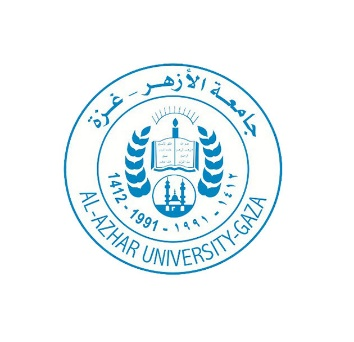 جامعة الأزهر - غزة
1412 - 1991 - ١٩٩١ - ١٤١٢
AL-AZHAR UNIVERSITY-GAZA